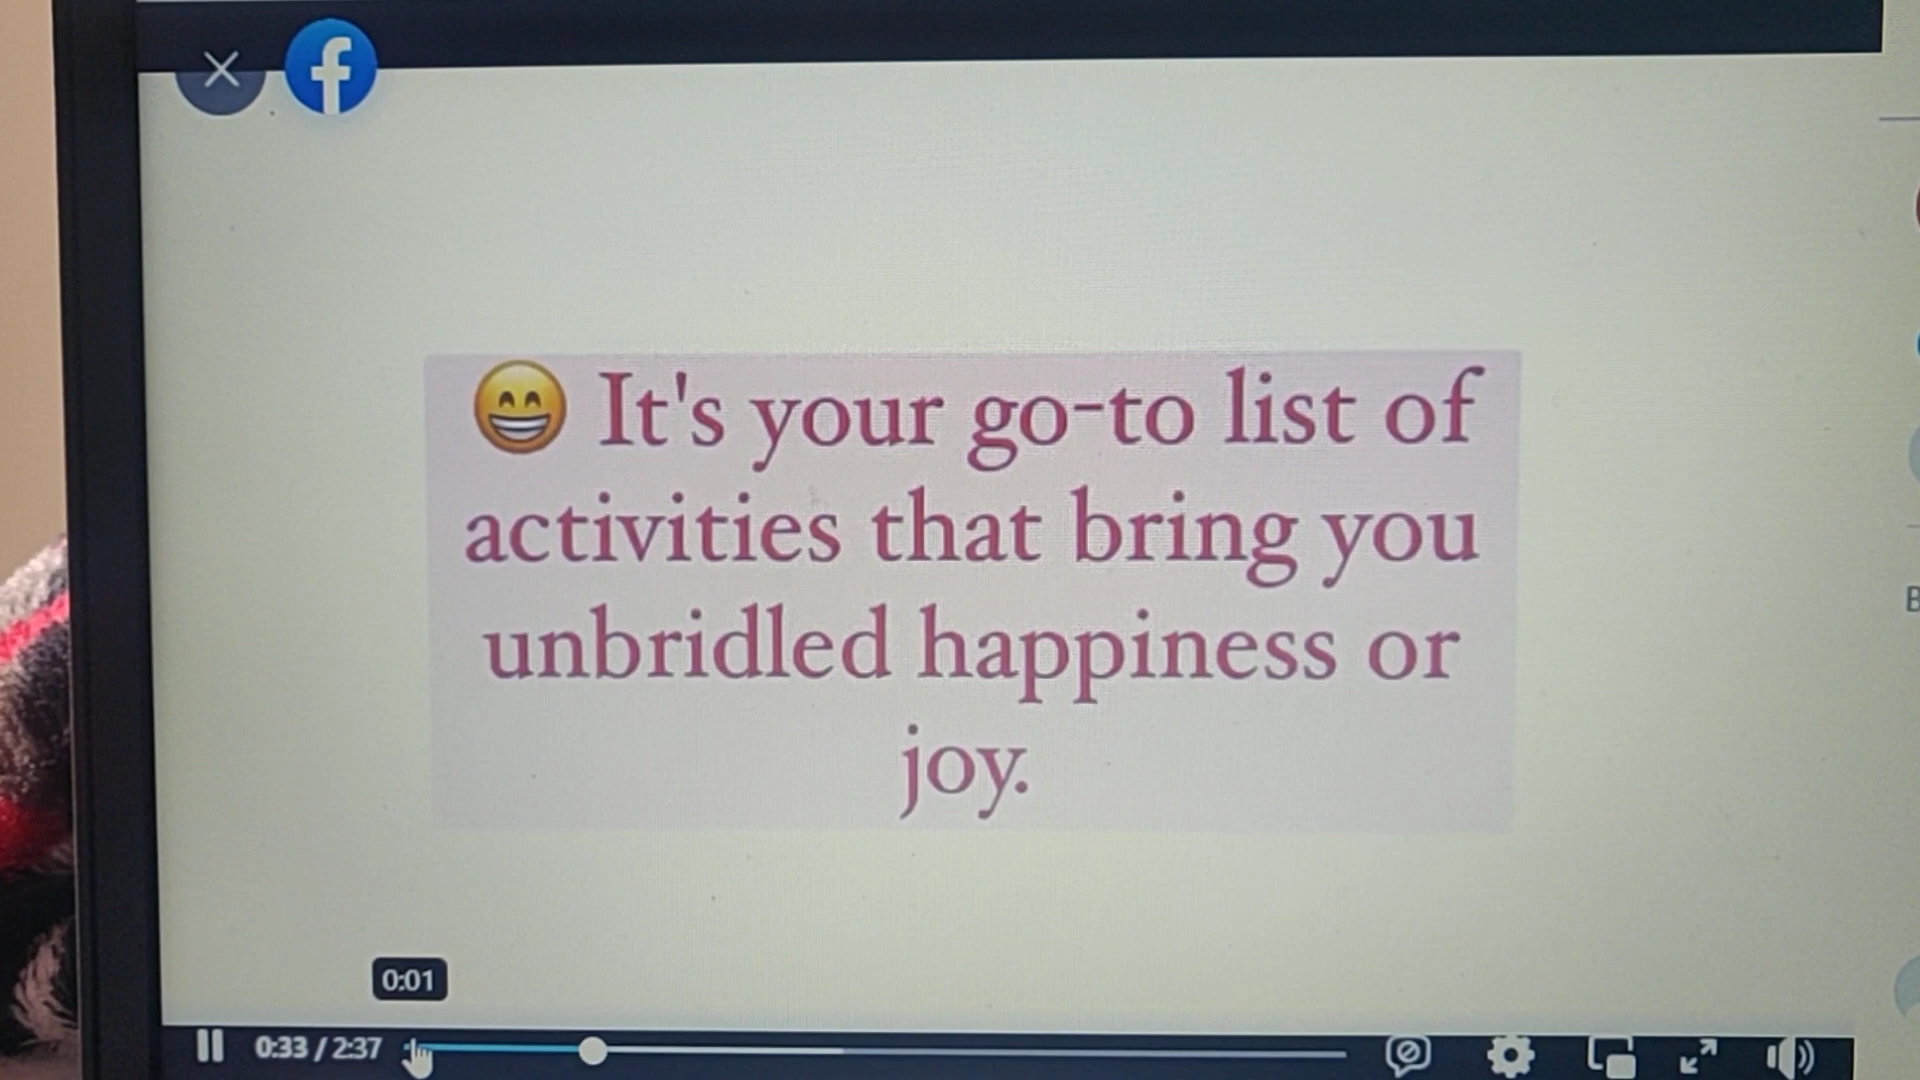 😁 It's your go-to list of
activities that bring you
unbridled happiness or
joy.
0:01
0:33 / 2:37